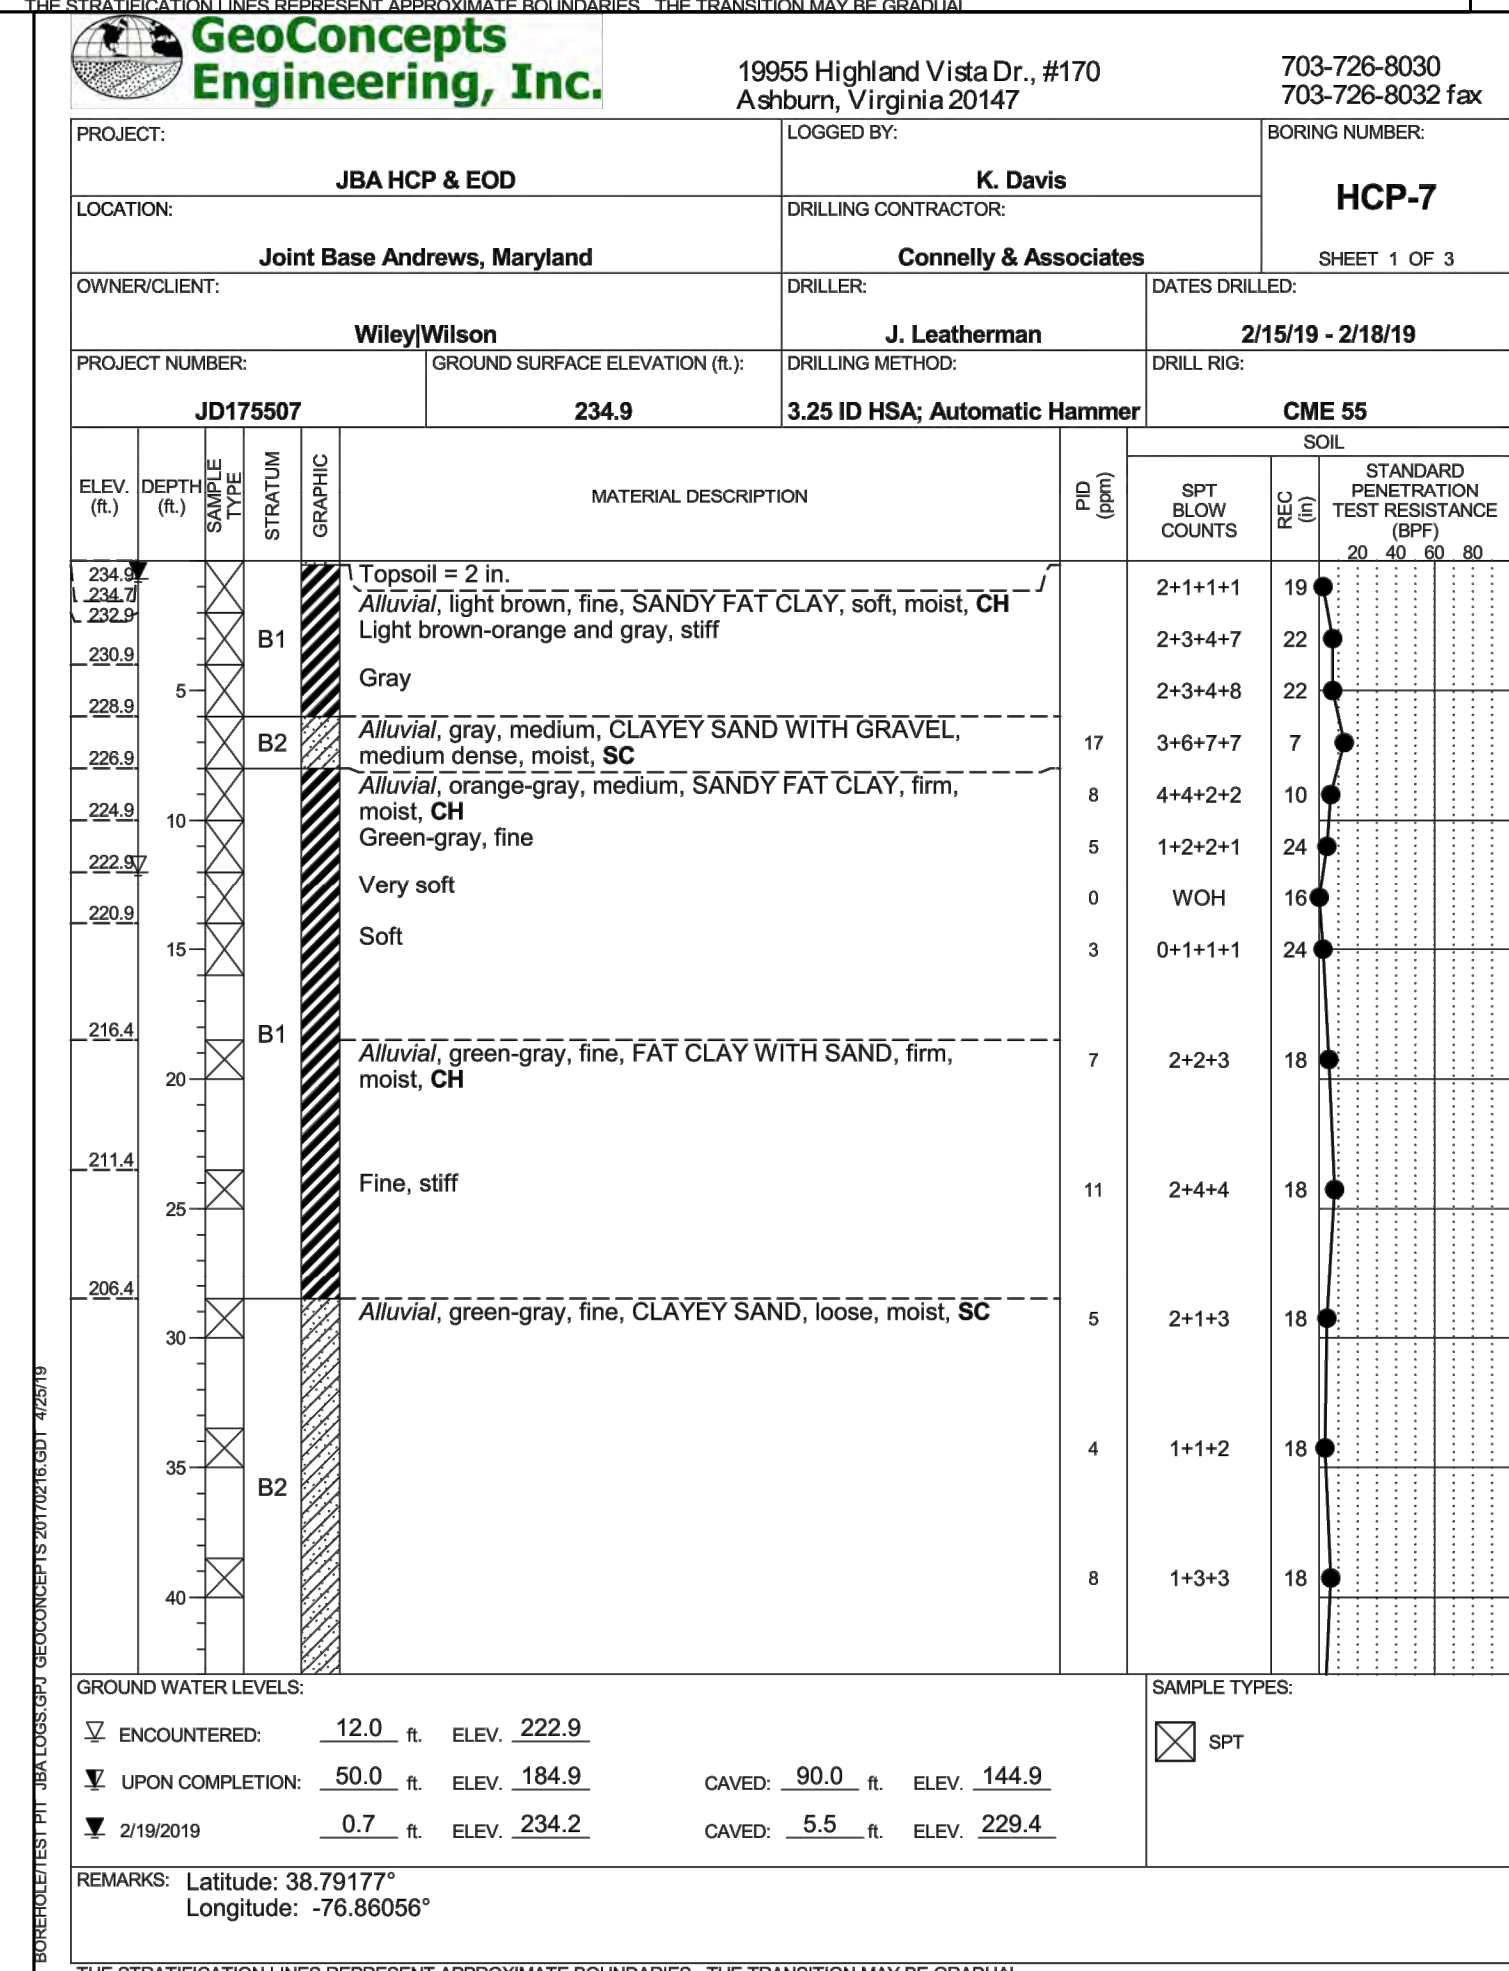 THE STRATIFICATION LINES REPRESENT APPROXIMATE BOUNDARIES. THE TRANSITION MAY BE GRADUAL
GeoConcepts
Engineering, Inc.
19955 Highland Vista Dr., #170
Ashburn, Virginia 20147
703-726-8030
703-726-8032 fax
PROJECT:
JBA HCP & EOD
LOGGED BY:
K. Davis
BORING NUMBER:
HCP-7
SHEET 1 OF 3
LOCATION:
Joint Base Andrews, Maryland
DRILLING CONTRACTOR:
Connelly & Associates
OWNER/CLIENT:
Wiley|Wilson
DRILLER:
J. Leatherman
DATES DRILLED:
2/15/19 - 2/18/19
PROJECT NUMBER:
JD175507
GROUND SURFACE ELEVATION (ft.):
234.9
DRILLING METHOD:
3.25 ID HSA; Automatic Hammer
DRILL RIG:
CME 55
ELEV.
(ft.)
DEPTH
(ft.)
SAMPLE
TYPE
STRATUM
GRAPHIC
MATERIAL DESCRIPTION
PID
(ppm)
SOIL
SPT
BLOW
COUNTS
REC
(in)
STANDARD
PENETRATION
TEST RESISTANCE
(BPF)
20 40 60 80
234.9 Topsoil = 2 in. 2+1+1+1 19
234.7 Alluvial, light brown, fine, SANDY FAT CLAY, soft, moist, CH
232.9 Light brown-orange and gray, stiff
B1 2+3+4+7 22
230.9
Gray
5 2+3+4+8 22
228.9
Alluvial, gray, medium, CLAYEY SAND WITH GRAVEL,
B2 17 3+6+7+7 7
226.9 medium dense, moist, SC
Alluvial, orange-gray, medium, SANDY FAT CLAY, firm,
8 4+4+2+2 10
224.9 moist, CH
10
Green-gray, fine
5 1+2+2+1 24
222.9
Very soft
0 WOH 16
220.9
Soft
15 3 0+1+1+1 24
216.4 B1
Alluvial, green-gray, fine, FAT CLAY WITH SAND, firm,
7 2+2+3 18
20 moist, CH
211.4
Fine, stiff 11 2+4+4 18
25
206.4
Alluvial, green-gray, fine, CLAYEY SAND, loose, moist, SC 5 2+1+3 18
30
4 1+1+2 18
35
B2
8 1+3+3 18
40
GROUND WATER LEVELS:
ENCOUNTERED: 12.0 ft. ELEV. 222.9
UPON COMPLETION: 50.0 ft. ELEV. 184.9 CAVED: 90.0 ft. ELEV. 144.9
2/19/2019 0.7 ft. ELEV. 234.2 CAVED: 5.5 ft. ELEV. 229.4
SAMPLE TYPES:
SPT
REMARKS: Latitude: 38.79177°
Longitude: -76.86056°
BOREHOLE/TEST PIT JBA LOGS.GPJ GEOCONCEPTS 20170216.GDT 4/25/19
THE STRATIFICATION LINES REPRESENT APPROXIMATE BOUNDARIES. THE TRANSITION MAY BE GRADUAL